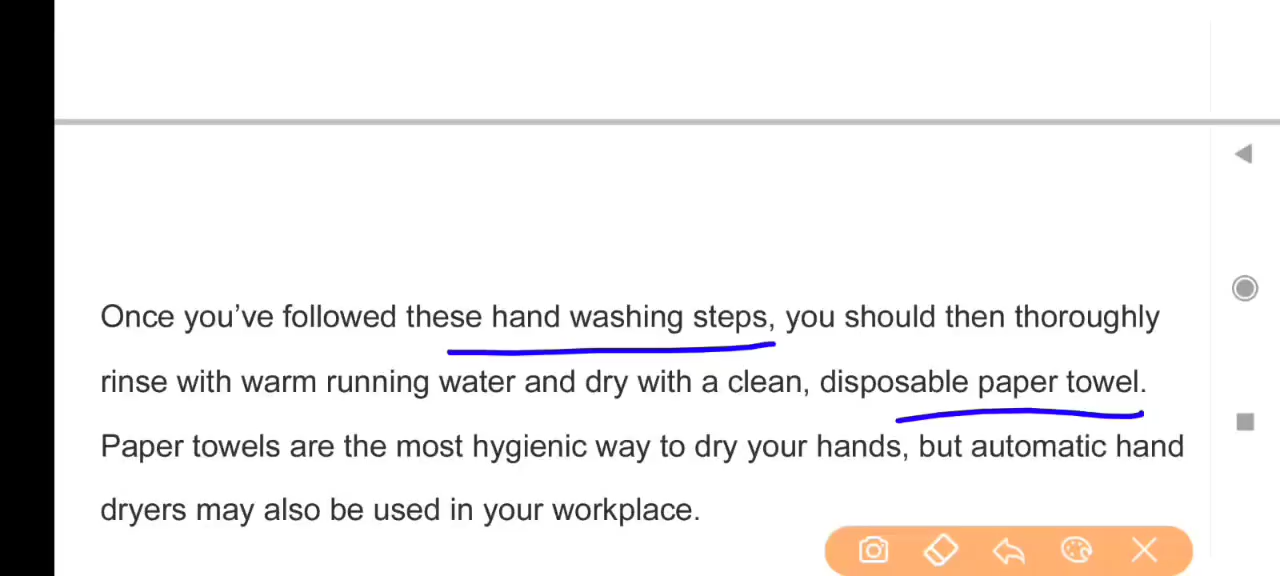 Once you’ve followed these hand washing steps, you should then thoroughly
rinse with warm running water and dry with a clean, disposable paper towel.
Paper towels are the most hygienic way to dry your hands, but automatic hand
dryers may also be used in your workplace.